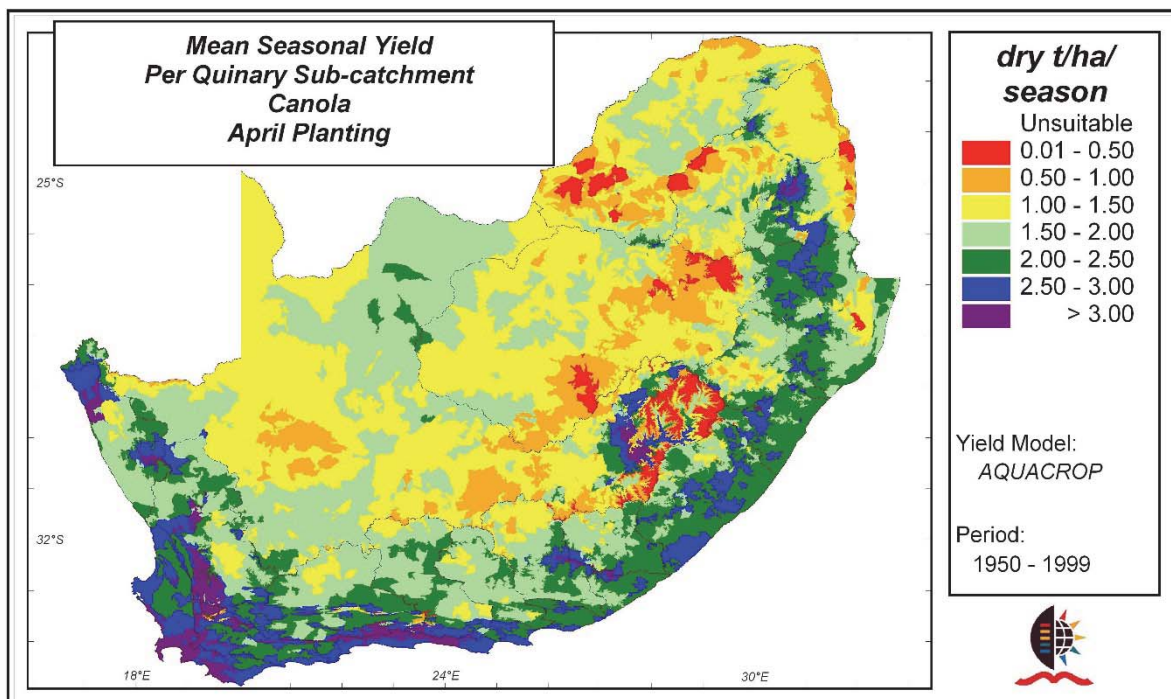 Mean Seasonal Yield
Per Quinary Sub-catchment
Canola
April Planting
dry t/ha/
season
Unsuitable
0.01 - 0.50
0.50 - 1.00
1.00 - 1.50
1.50 - 2.00
2.00 - 2.50
2.50 - 3.00
> 3.00
Yield Model:
AQUACROP
Period:
1950 - 1999
25°S
32°S
18°E
24°E
30°E